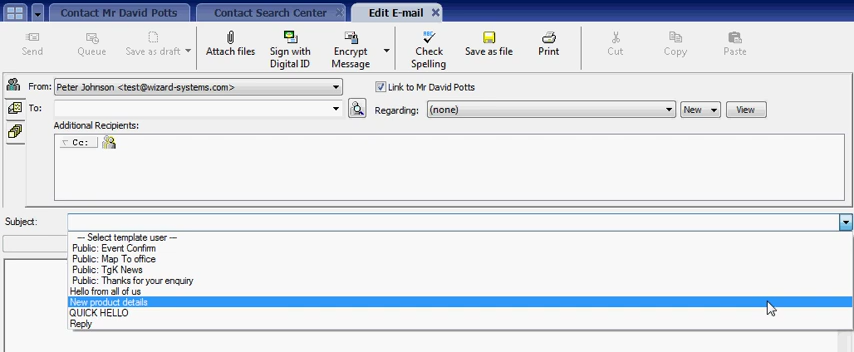 Contact Mr David Potts
Contact Search Center
Edit E-mail
Send
Queue
Save as draft
Attach files
Sign with
Digital ID
Encrypt
Message
Check
Spelling
Save as file
Print
Cut
Copy
Paste
From: Peter Johnson <test@wizard-systems.com>
Link to Mr David Potts
To:
Regarding: (none) New View
Additional Recipients:
Cc:
Subject:
--- Select template user ---
Public: Event Confirm
Public: Map To office
Public: TgK News
Public: Thanks for your enquiry
Hello from all of us
New product details
QUICK HELLO
Reply